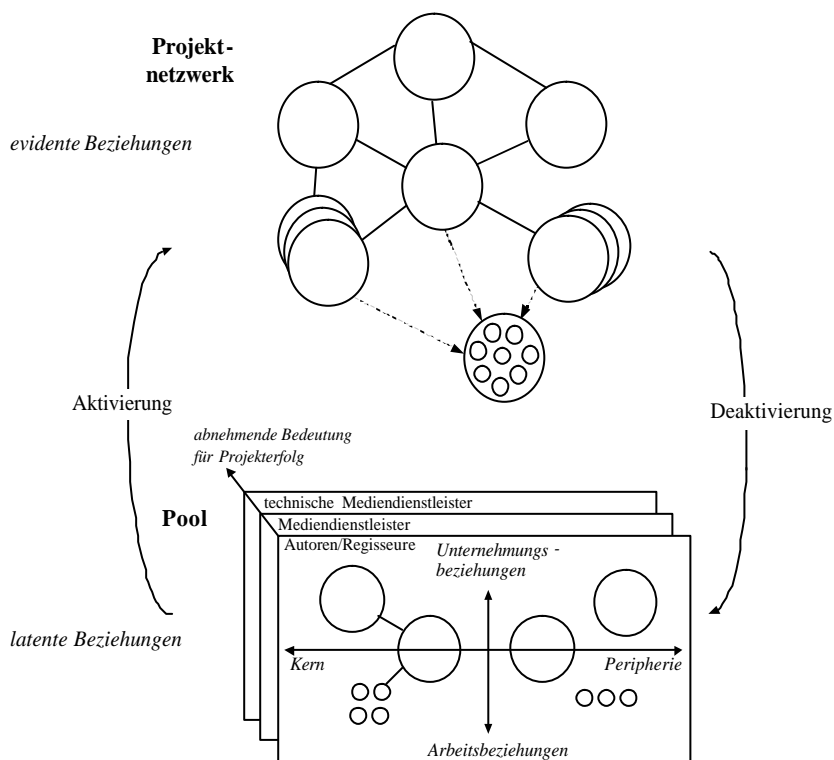 Projekt-
netzwerk
evidente Beziehungen
Aktivierung
Deaktivierung
abnehmende Bedeutung
für Projekterfolg
Pool
technische Mediendienstleister
Mediendienstleister
Autoren/Regisseure
Unternehmungs -
beziehungen
latente Beziehungen
Kern
Peripherie
Arbeitsbeziehungen